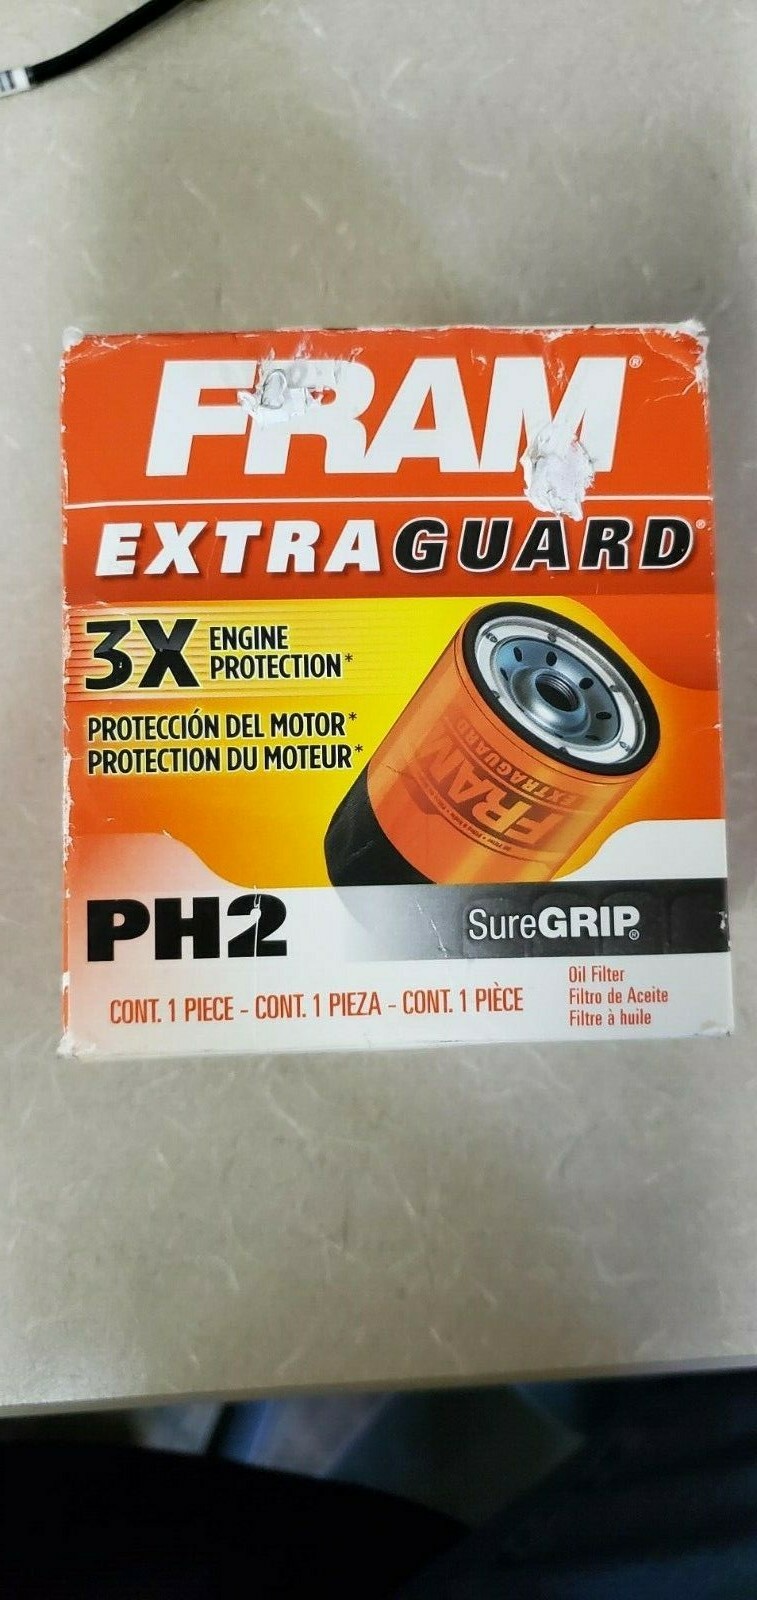 FRAM®
EXTRAGUARD®
3X ENGINE
PROTECTION*
PROTECCIÓN DEL MOTOR*
PROTECTION DU MOTEUR*
FRAM
EXTRAGUARD
PH2
SureGRIP®
CONT. 1 PIECE - CONT. 1 PIEZA - CONT. 1 PIÈCE
Oil Filter
Filtro de Aceite
Filtre à huile